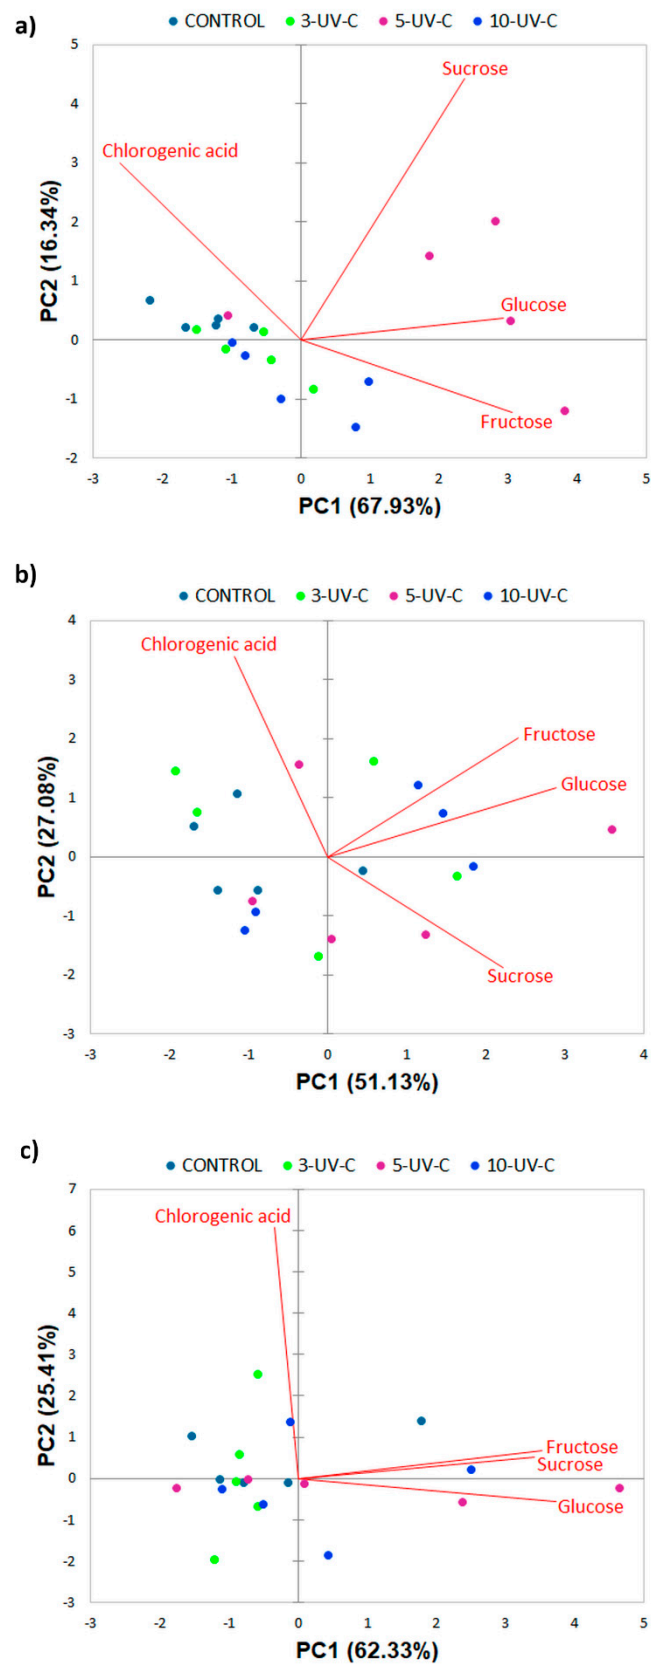 a)
CONTROL 3-UV-C 5-UV-C 10-UV-C
5
Sucrose
4
3
Chlorogenic acid
2
1
Glucose
0
-1
Fructose
-2
-3 -2 -1 0 1 2 3 4 5
PC2 (16.34%)
PC1 (67.93%)
b)
CONTROL 3-UV-C 5-UV-C 10-UV-C
4
Chlorogenic acid
3
2
Fructose
1
Glucose
0
-1
-2
Sucrose
-3
-3 -2 -1 0 1 2 3 4
PC2 (27.08%)
PC1 (51.13%)
c)
CONTROL 3-UV-C 5-UV-C 10-UV-C
7
Chlorogenic acid
6
5
4
3
2
1
Fructose
Sucrose
0
Glucose
-1
-2
-3
-3 -2 -1 0 1 2 3 4 5
PC2 (25.41%)
PC1 (62.33%)